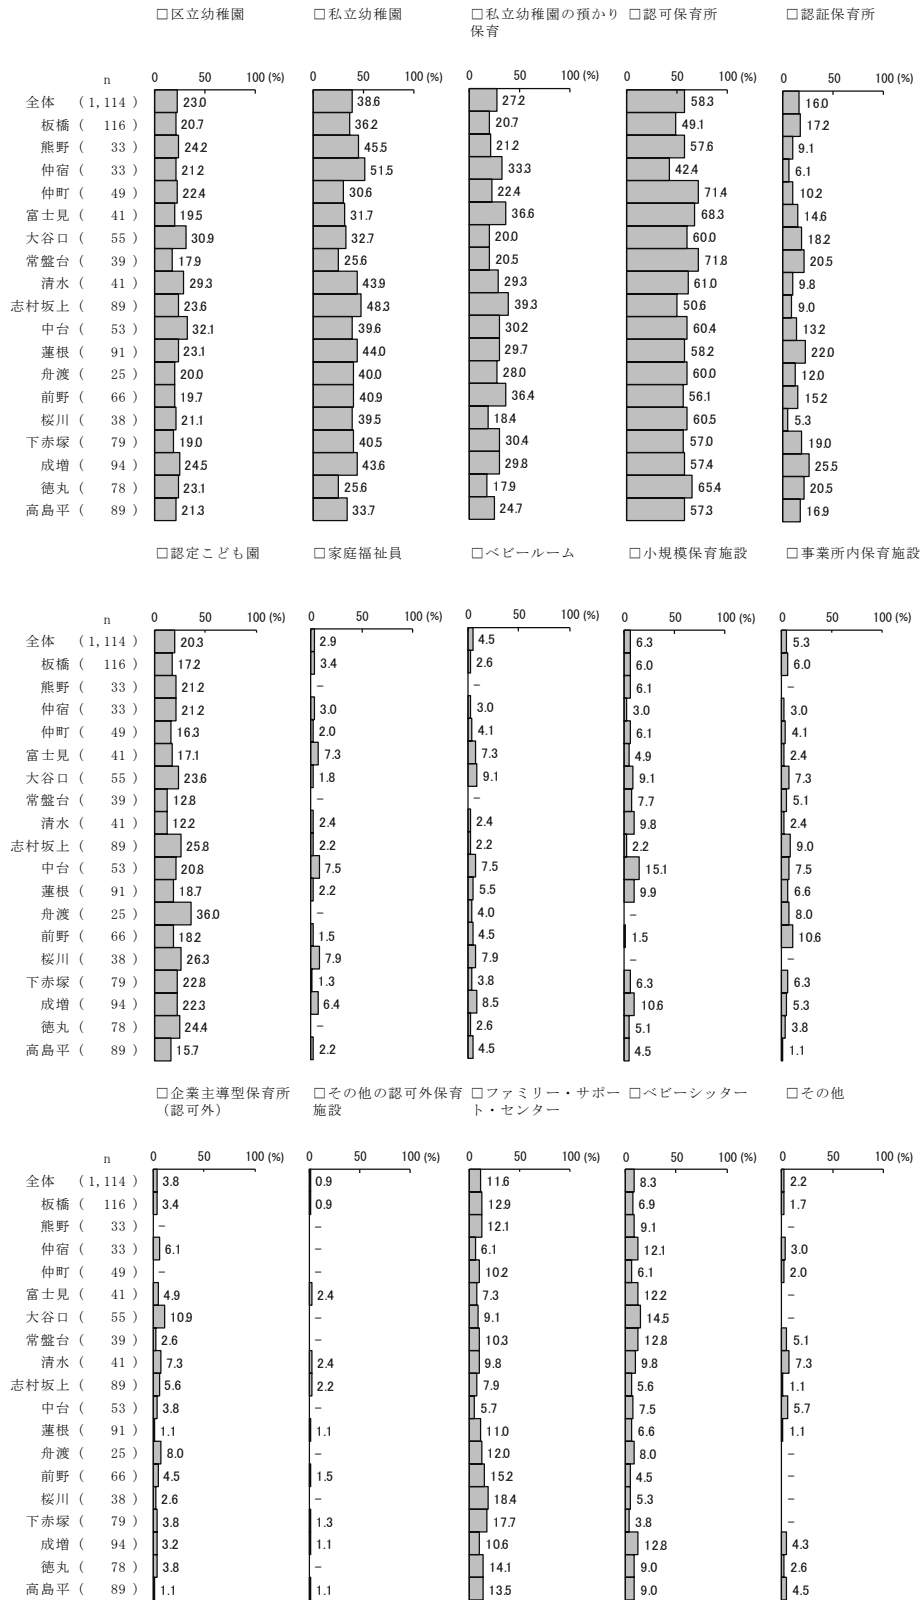 □区立幼稚園 □私立幼稚園 □私立幼稚園の預かり □認可保育所 □認証保育所
保育
n 0 50 100 (%) 0 50 100 (%) 0 50 100 (%) 0 50 100 (%) 0 50 100 (%)
全体 (1,114) 23.0 38.6 27.2 58.3 16.0
板橋 ( 116) 20.7 36.2 20.7 49.1 17.2
熊野 ( 33) 24.2 45.5 21.2 57.6 9.1
仲宿 ( 33) 21.2 51.5 33.3 42.4 6.1
仲町 ( 49) 22.4 30.6 22.4 71.4 10.2
富士見 ( 41) 19.5 31.7 36.6 68.3 14.6
大谷口 ( 55) 30.9 32.7 20.0 60.0 18.2
常盤台 ( 39) 17.9 25.6 20.5 71.8 20.5
清水 ( 41) 29.3 43.9 29.3 61.0 9.8
志村坂上 ( 89) 23.6 48.3 39.3 50.6 9.0
中台 ( 53) 32.1 39.6 30.2 60.4 13.2
蓮根 ( 91) 23.1 44.0 29.7 58.2 22.0
舟渡 ( 25) 20.0 40.0 28.0 60.0 12.0
前野 ( 66) 19.7 40.9 36.4 56.1 15.2
桜川 ( 38) 21.1 39.5 18.4 60.5 5.3
下赤塚 ( 79) 19.0 40.5 30.4 57.0 19.0
成増 ( 94) 24.5 43.6 29.8 57.4 25.5
徳丸 ( 78) 23.1 25.6 17.9 65.4 20.5
高島平 ( 89) 21.3 33.7 24.7 57.3 16.9
□認定こども園 □家庭福祉員 □ベビールーム □小規模保育施設 □事業所内保育施設
n 0 50 100 (%) 0 50 100 (%) 0 50 100 (%) 0 50 100 (%) 0 50 100 (%)
全体 (1,114) 20.3 2.9 4.5 6.3 5.3
板橋 ( 116) 17.2 3.4 2.6 6.0 6.0
熊野 ( 33) 21.2 − − 6.1 −
仲宿 ( 33) 21.2 3.0 3.0 3.0 3.0
仲町 ( 49) 16.3 2.0 4.1 6.1 4.1
富士見 ( 41) 17.1 7.3 7.3 4.9 2.4
大谷口 ( 55) 23.6 1.8 9.1 9.1 7.3
常盤台 ( 39) 12.8 − − 7.7 5.1
清水 ( 41) 12.2 2.4 2.4 9.8 2.4
志村坂上 ( 89) 25.8 2.2 2.2 2.2 9.0
中台 ( 53) 20.8 7.5 7.5 15.1 7.5
蓮根 ( 91) 18.7 2.2 5.5 9.9 6.6
舟渡 ( 25) 36.0 − 4.0 − 8.0
前野 ( 66) 18.2 1.5 4.5 1.5 10.6
桜川 ( 38) 26.3 7.9 7.9 − −
下赤塚 ( 79) 22.8 1.3 3.8 6.3 6.3
成増 ( 94) 22.3 6.4 8.5 10.6 5.3
徳丸 ( 78) 24.4 − 2.6 5.1 3.8
高島平 ( 89) 15.7 2.2 4.5 4.5 1.1
□企業主導型保育所 □その他の認可外保育 □ファミリー・サポー □ベビーシッター □その他
(認可外) 施設 ト・センター
n 0 50 100 (%) 0 50 100 (%) 0 50 100 (%) 0 50 100 (%) 0 50 100 (%)
全体 (1,114) 3.8 0.9 11.6 8.3 2.2
板橋 ( 116) 3.4 0.9 12.9 6.9 1.7
熊野 ( 33) − − 12.1 9.1 −
仲宿 ( 33) 6.1 − 6.1 12.1 3.0
仲町 ( 49) − − 10.2 6.1 2.0
富士見 ( 41) 4.9 2.4 7.3 12.2 −
大谷口 ( 55) 10.9 − 9.1 14.5 −
常盤台 ( 39) 2.6 − 10.3 12.8 5.1
清水 ( 41) 7.3 2.4 9.8 9.8 7.3
志村坂上 ( 89) 5.6 2.2 7.9 5.6 1.1
中台 ( 53) 3.8 − 5.7 7.5 5.7
蓮根 ( 91) 1.1 1.1 11.0 6.6 1.1
舟渡 ( 25) 8.0 − 12.0 8.0 −
前野 ( 66) 4.5 1.5 15.2 4.5 −
桜川 ( 38) 2.6 − 18.4 5.3 −
下赤塚 ( 79) 3.8 1.3 17.7 3.8 −
成増 ( 94) 3.2 1.1 10.6 12.8 4.3
徳丸 ( 78) 3.8 − 14.1 9.0 2.6
高島平 ( 89) 1.1 1.1 13.5 9.0 4.5